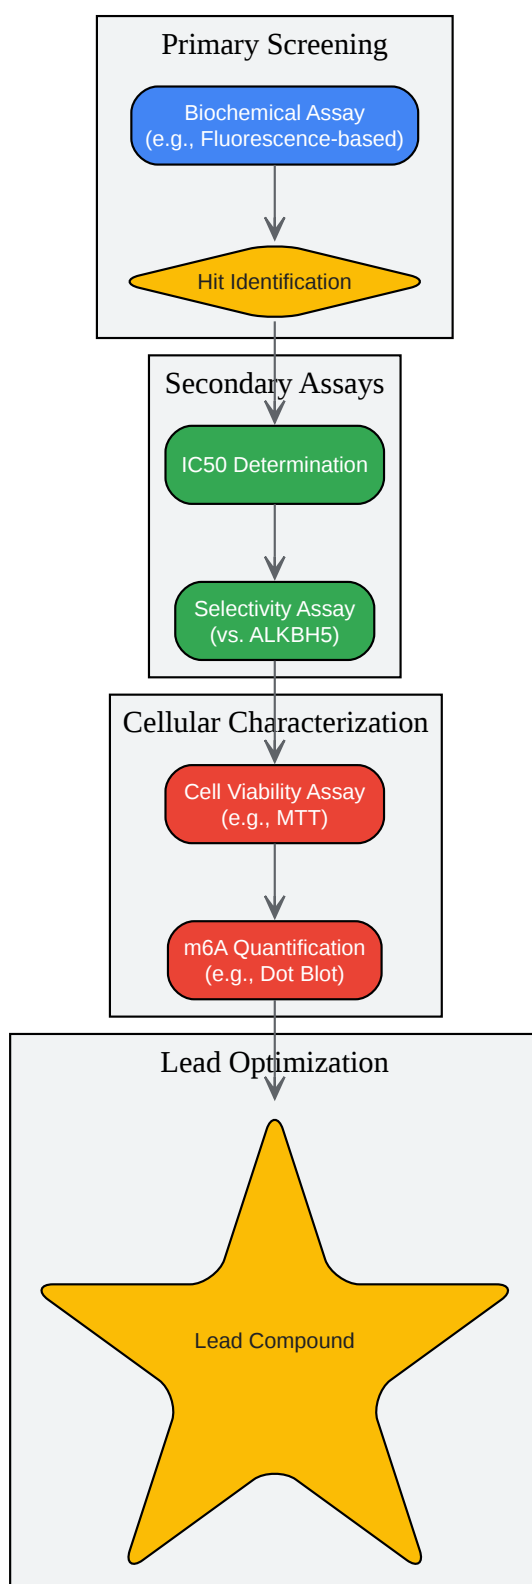 Primary Screening
Biochemical Assay
(e.g., Fluorescence-based)
Hit Identification
Secondary Assays
IC50 Determination
Selectivity Assay
(vs. ALKBH5)
Cellular Characterization
Cell Viability Assay
(e.g., MTT)
m6A Quantification
(e.g., Dot Blot)
Lead Optimization
Lead Compound